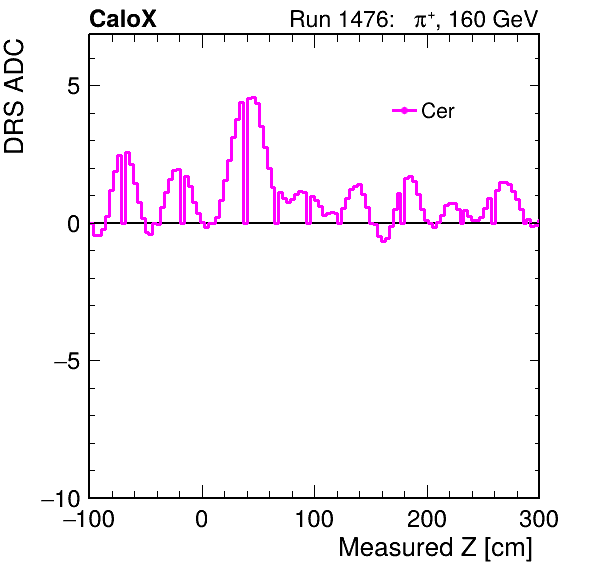 CaloX Run 1476: π⁺, 160 GeV
DRS ADC
5
Cer
0
−5
−10
−100 0 100 200 300
Measured Z [cm]